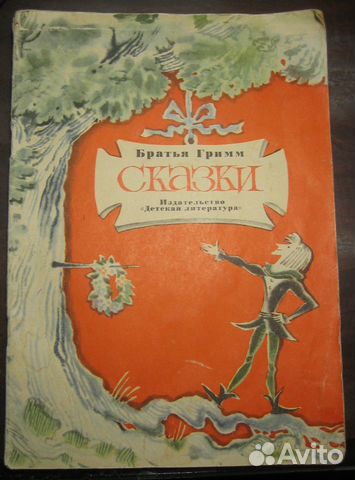 Братья Гримм
Сказки
Издательство
«Детская литература»
Avito